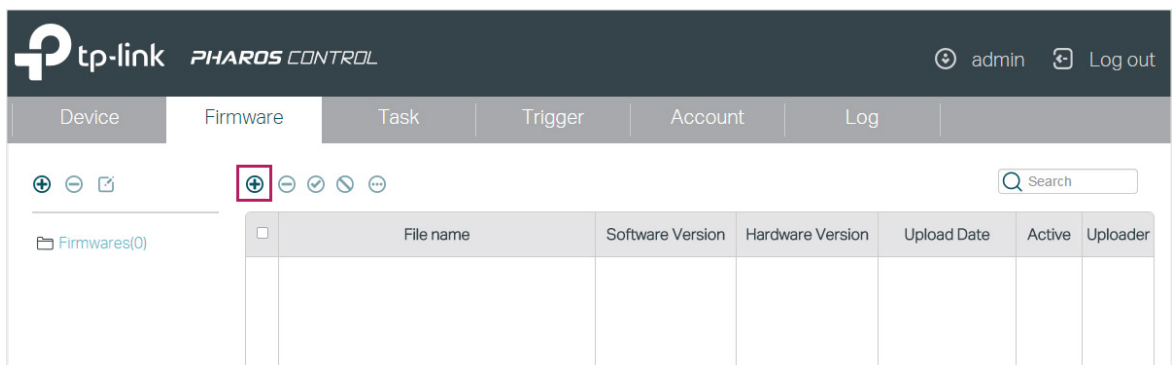 tp-link PHAROS CONTROL admin Log out
Device Firmware Task Trigger Account Log
Search
Firmwares(0)
File name Software Version Hardware Version Upload Date Active Uploader